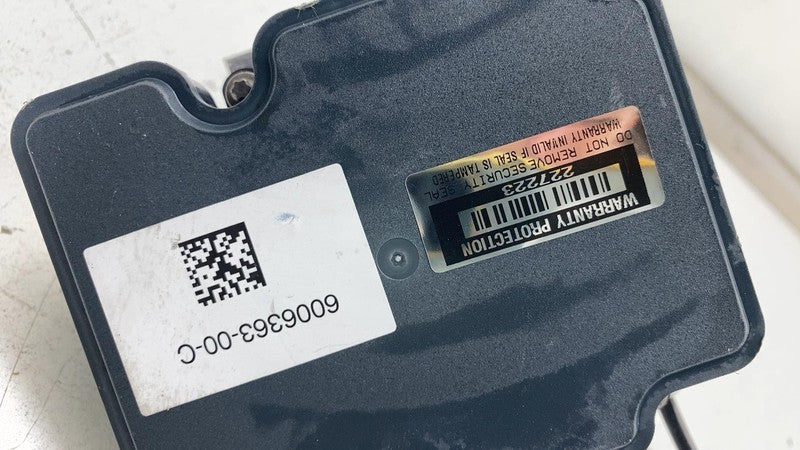 6006363-00-C
WARRANTY PROTECTION
227223
DO NOT REMOVE SECURITY SEAL
WARRANTY INVALID IF SEAL IS TAMPERED